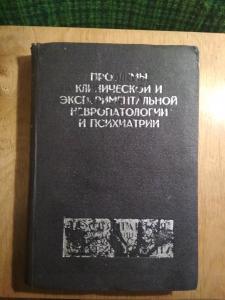 ПРОБЛЕМЫ
КЛИНИЧЕСКОЙ И
ЭКСПЕРИМЕНТАЛЬНОЙ
НЕВРОПАТОЛОГИИ
И ПСИХИАТРИИ